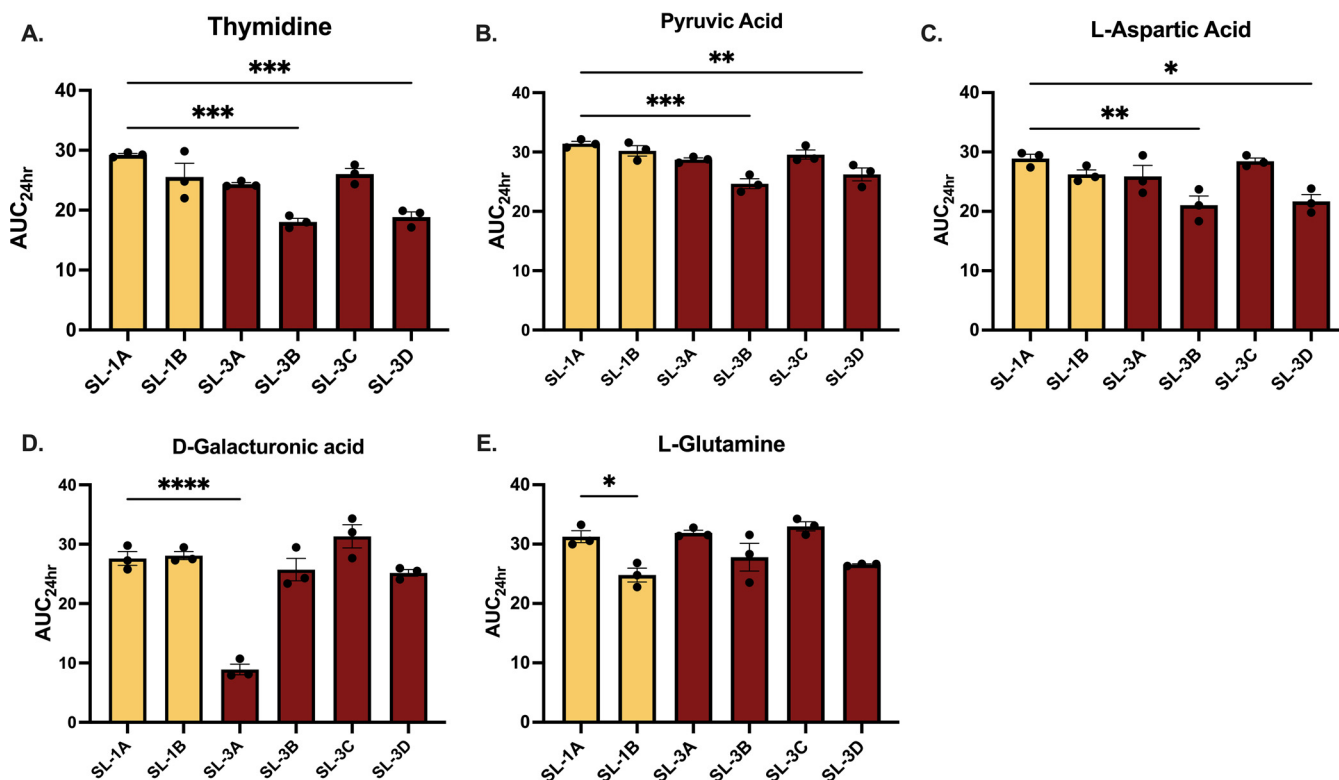 A.
Thymidine
***
***
AUC24hr
40
30
20
10
0
SL-1A
SL-1B
SL-3A
SL-3B
SL-3C
SL-3D
B.
Pyruvic Acid
**
***
AUC24hr
40
30
20
10
0
SL-1A
SL-1B
SL-3A
SL-3B
SL-3C
SL-3D
C.
L-Aspartic Acid
*
**
AUC24hr
40
30
20
10
0
SL-1A
SL-1B
SL-3A
SL-3B
SL-3C
SL-3D
D.
D-Galacturonic acid
****
AUC24hr
40
30
20
10
0
SL-1A
SL-1B
SL-3A
SL-3B
SL-3C
SL-3D
E.
L-Glutamine
*
AUC24hr
40
30
20
10
0
SL-1A
SL-1B
SL-3A
SL-3B
SL-3C
SL-3D